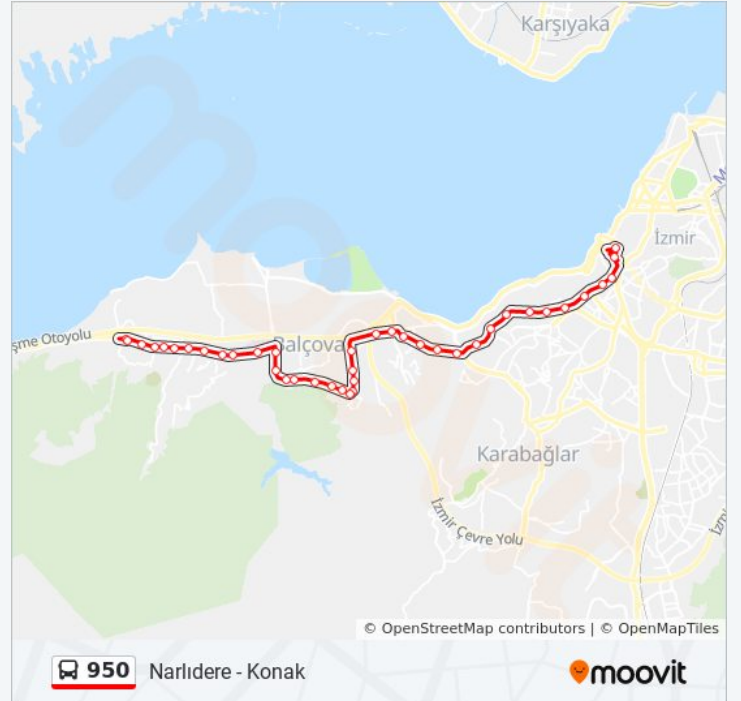 Karşıyaka
İzmir
şme Otoyolu
Balçova
Karabağlar
İzmir Çevre Yolu
© OpenStreetMap contributors | © OpenMapTiles
950 Narlıdere - Konak
moovit